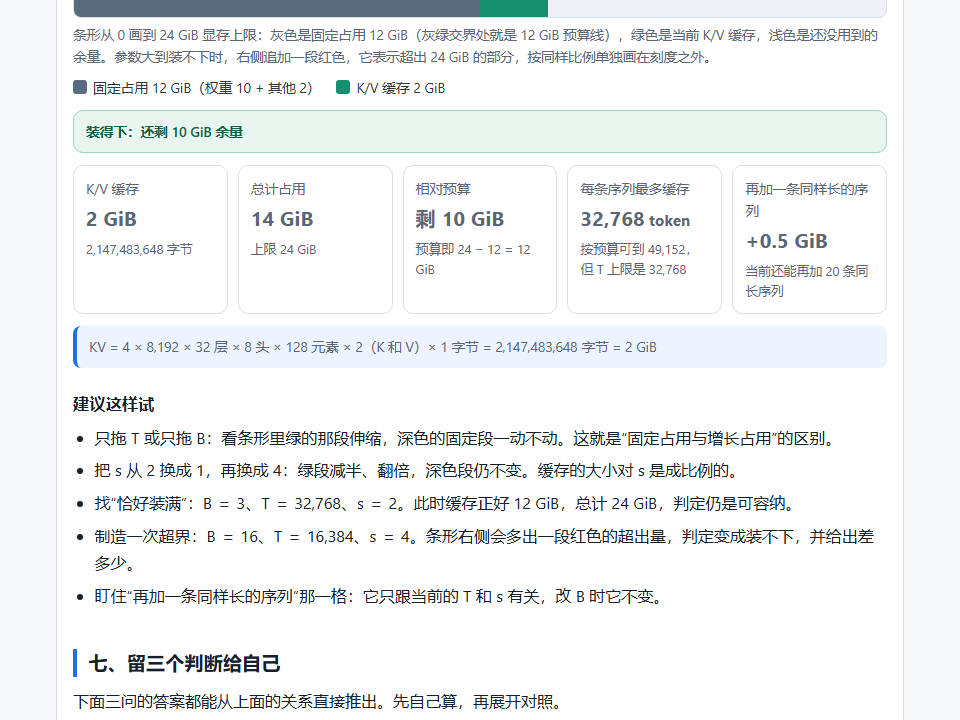 条形从 0 画到 24 GiB 显存上限：灰色是固定占用 12 GiB（灰绿交界处就是 12 GiB 预算线），绿色是当前 K/V 缓存，浅色是还没用到的
余量。参数大到装不下时，右侧追加一段红色，它表示超出 24 GiB 的部分，按同样比例单独画在刻度之外。
固定占用 12 GiB（权重 10 + 其他 2） K/V 缓存 2 GiB
装得下：还剩 10 GiB 余量
K/V 缓存
2 GiB
2,147,483,648 字节
总计占用
14 GiB
上限 24 GiB
相对预算
剩 10 GiB
预算即 24 − 12 = 12
GiB
每条序列最多缓存
32,768 token
按预算可到 49,152，
但 T 上限是 32,768
再加一条同样长的序
列
+0.5 GiB
当前还能再加 20 条同
长序列
KV = 4 × 8,192 × 32 层 × 8 头 × 128 元素 × 2（K 和 V）× 1 字节 = 2,147,483,648 字节 = 2 GiB
建议这样试
只拖 T 或只拖 B：看条形里绿的那段伸缩，深色的固定段一动不动。这就是“固定占用与增长占用”的区别。
把 s 从 2 换成 1，再换成 4：绿段减半、翻倍，深色段仍不变。缓存的大小对 s 是成比例的。
找“恰好装满”：B = 3、T = 32,768、s = 2。此时缓存正好 12 GiB，总计 24 GiB，判定仍是可容纳。
制造一次超界：B = 16、T = 16,384、s = 4。条形右侧会多出一段红色的超出量，判定变成装不下，并给出差
多少。
盯住“再加一条同样长的序列”那一格：它只跟当前的 T 和 s 有关，改 B 时它不变。
七、留三个判断给自己
下面三问的答案都能从上面的关系直接推出。先自己算，再展开对照。